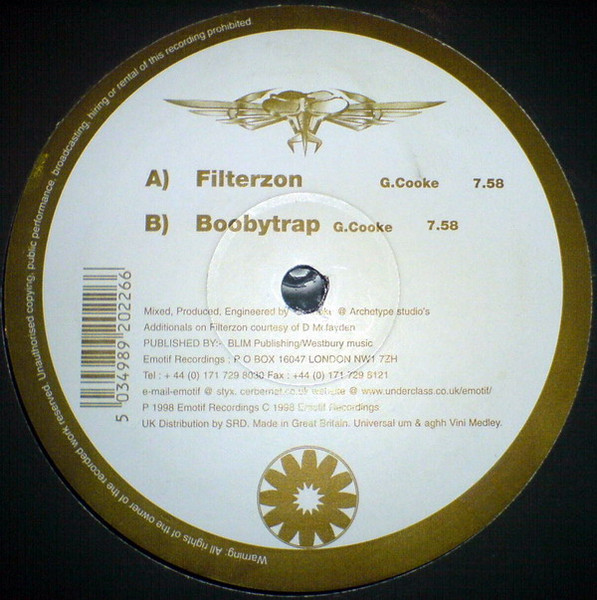 Warning: All rights of the owner of the recorded work reserved. Unauthorised copying, public performance, broadcasting, hiring or rental of this recording prohibited.
A) Filterzon G.Cooke 7.58
B) Boobytrap G.Cooke 7.58
Mixed, Produced, Engineered by @ Archetype studio's
Additionals on Filterzon courtesy of D Mcfayden
PUBLISHED BY:- BLIM Publishing/Westbury music
Emotif Recordings : P O BOX 16047 LONDON NW1 7ZH
Tel : + 44 (0) 171 729 8030 Fax : +44 (0) 171 729 5121
e-mail-emotif @ styx. @ www.underclass.co.uk/emotif/
P 1998 Emotif Recordings C 1998 Emotif Recordings
UK Distribution by SRD. Made in Great Britain. Universal um & aghh Vini Medley.
5 034989 202266